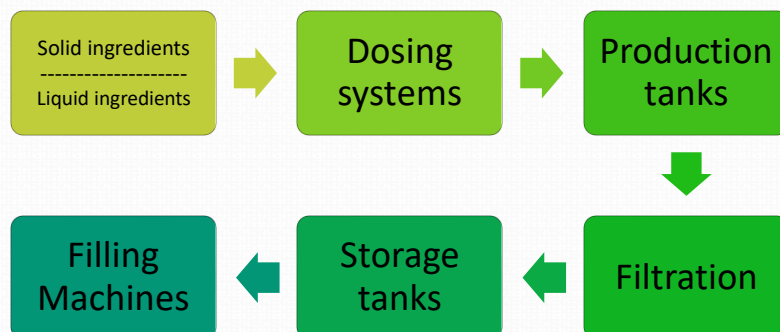 Solid ingredients
--------------------
Liquid ingredients
Dosing
systems
Production
tanks
Filtration
Storage
tanks
Filling
Machines